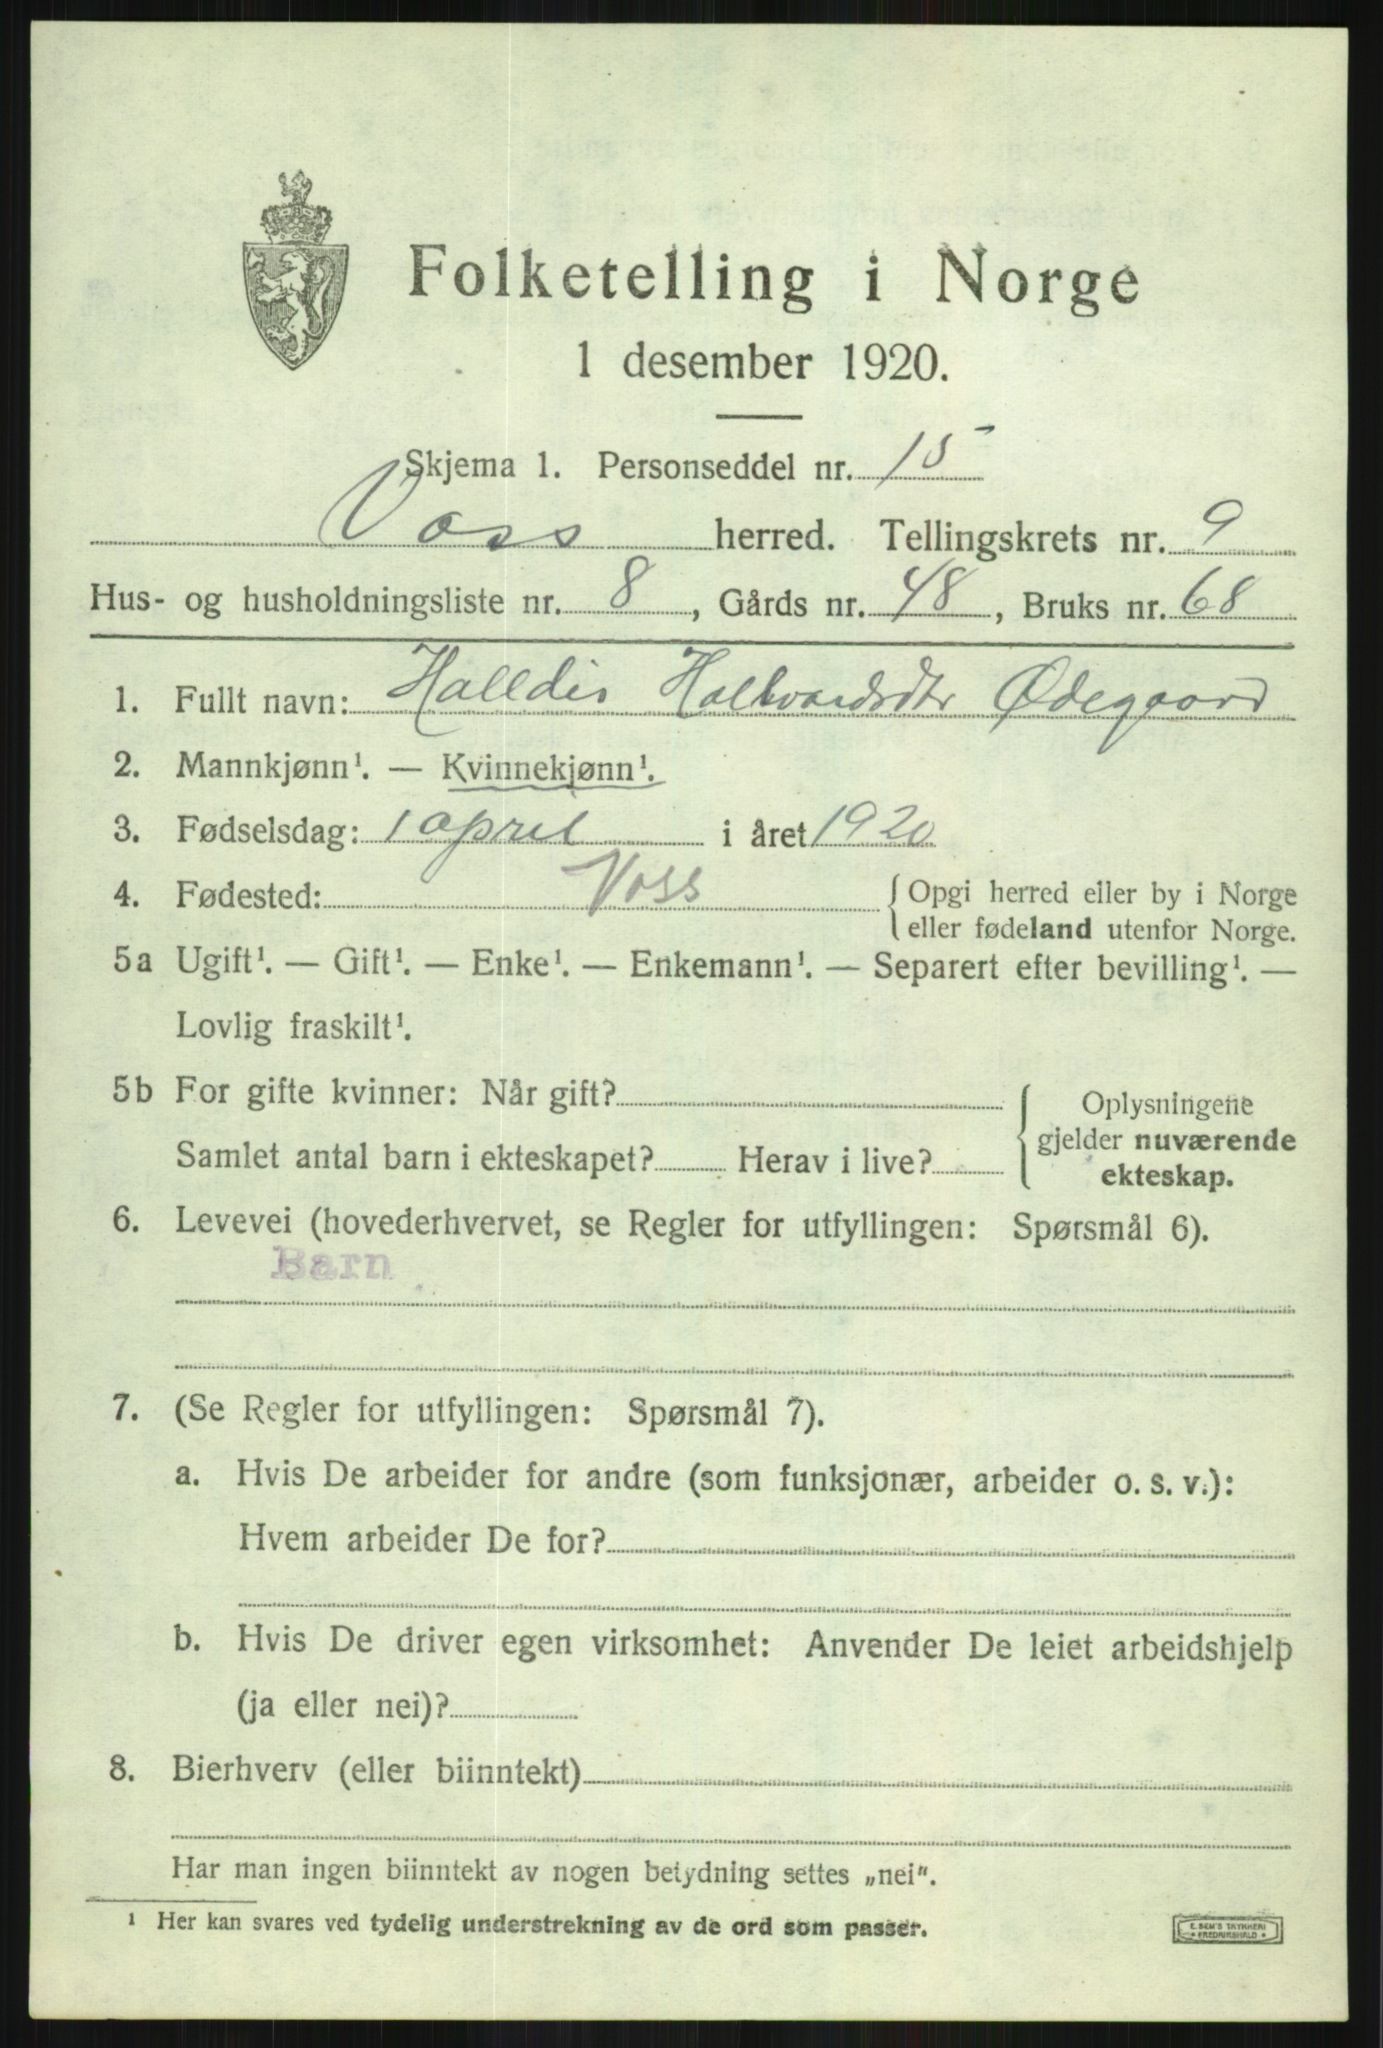 Folketelling i Norge
1 desember 1920.
Skjema 1. Personseddel nr. 15
Voss herred. Tellingskrets nr. 9
Hus- og husholdningsliste nr. 8, Gårds nr. 48, Bruks nr. 68
1. Fullt navn: Halldis Hallvardsdtr Ødegaard
2. Mannkjønn¹. — Kvinnekjønn¹.
3. Fødselsdag: 1 april i året 1920
4. Fødested: Voss {Opgi herred eller by i Norge
eller fødeland utenfor Norge.
5a Ugift¹. — Gift¹. — Enke¹. — Enkemann¹. — Separert efter bevilling¹. —
Lovlig fraskilt¹.
5b For gifte kvinner: Når gift? Oplysningene
gjelder nuværende
Samlet antal barn i ekteskapet? Herav i live? ekteskap.
6. Levevei (hovederhvervet, se Regler for utfyllingen: Spørsmål 6).
Barn
7. (Se Regler for utfyllingen: Spørsmål 7).
a. Hvis De arbeider for andre (som funksjonær, arbeider o. s. v.):
Hvem arbeider De for?
b. Hvis De driver egen virksomhet: Anvender De leiet arbeidshjelp
(ja eller nei)?
8. Bierhverv (eller biinntekt)
Har man ingen biinntekt av nogen betydning settes „nei".
¹ Her kan svares ved tydelig understrekning av de ord som passer.
E. SEM'S TRYKKERI
FREDRIKSHALD